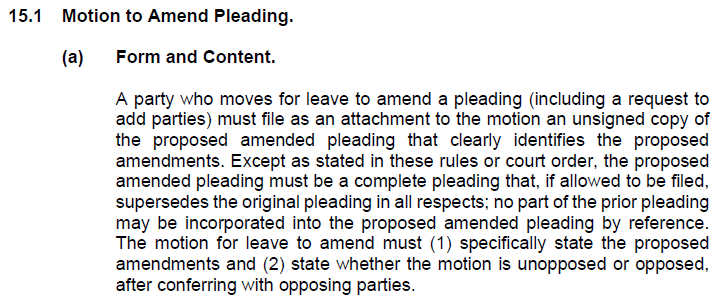 15.1 Motion to Amend Pleading.
(a) Form and Content.
A party who moves for leave to amend a pleading (including a request to
add parties) must file as an attachment to the motion an unsigned copy of
the proposed amended pleading that clearly identifies the proposed
amendments. Except as stated in these rules or court order, the proposed
amended pleading must be a complete pleading that, if allowed to be filed,
supersedes the original pleading in all respects; no part of the prior pleading
may be incorporated into the proposed amended pleading by reference.
The motion for leave to amend must (1) specifically state the proposed
amendments and (2) state whether the motion is unopposed or opposed,
after conferring with opposing parties.